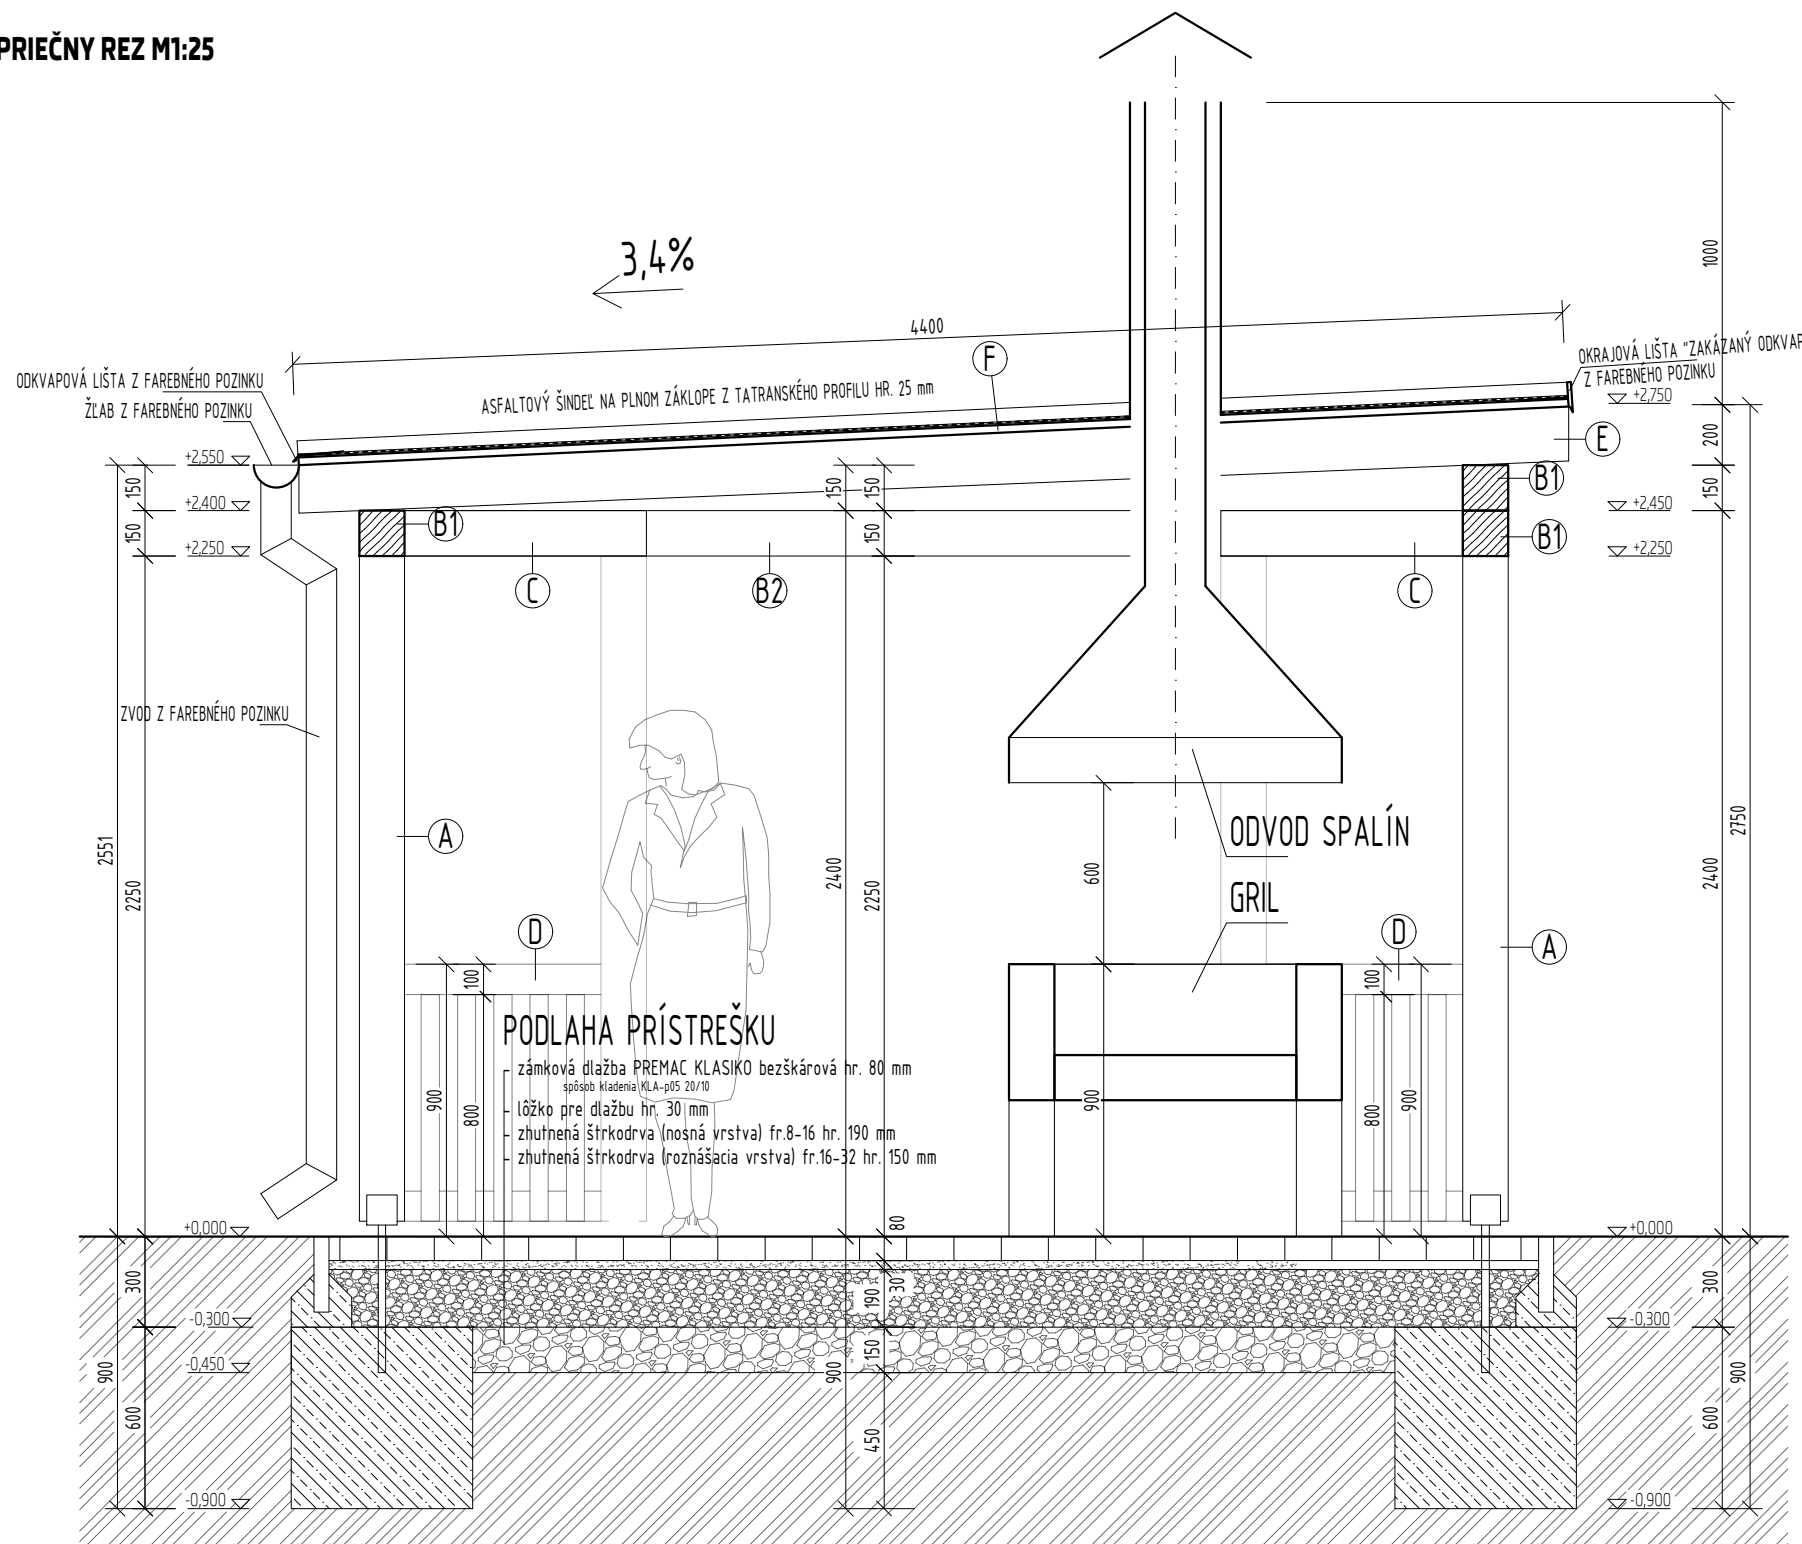 PRIEČNY REZ M1:25
3,4%
4400
1000
F
ODKVAPOVÁ LIŠTA Z FAREBNÉHO POZINKU
ŽĽAB Z FAREBNÉHO POZINKU
ASFALTOVÝ ŠINDEĽ NA PLNOM ZÁKLOPE Z TATRANSKÉHO PROFILU HR. 25 mm
OKRAJOVÁ LIŠTA "ZAKÁZANÝ ODKVAP
Z FAREBNÉHO POZINKU
+2,750
E
200
+2,550
150
150
150
B1
150
+2,400
+2,450
B1
B1
150
150
+2,250
+2,250
C
B2
C
ZVOD Z FAREBNÉHO POZINKU
2551
2250
A
2400
2250
600
ODVOD SPALÍN
GRIL
2400
2750
D
D
A
100
100
900
800
900
800
900
PODLAHA PRÍSTREŠKU
- zámková dlažba PREMAC KLASIKO bezškárová hr. 80 mm
spôsob kladenia KLA-p05 20/10
- lôžko pre dlažbu hr. 30 mm
- zhutnená štrkodrva (nosná vrstva) fr.8-16 hr. 190 mm
- zhutnená štrkodrva (roznášacia vrstva) fr.16-32 hr. 150 mm
+0,000
80
+0,000
300
30
190
300
-0,300
-0,300
150
-0,450
900
600
900
450
600
900
-0,900
-0,900